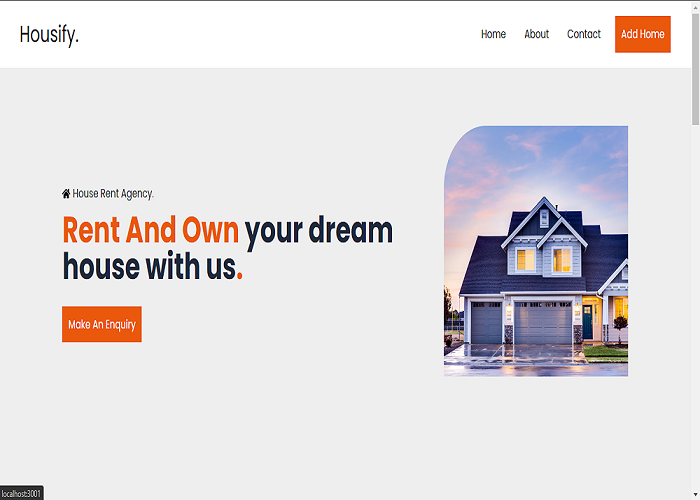 Housify.
Home About Contact Add Home
House Rent Agency.
Rent And Own your dream
house with us.
Make An Enquiry
localhost:3001